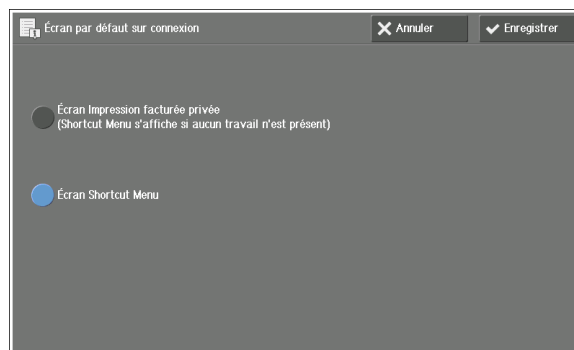 Écran par défaut sur connexion
Annuler
Enregistrer
Écran Impression facturée privée
(Shortcut Menu s'affiche si aucun travail n'est présent)
Écran Shortcut Menu